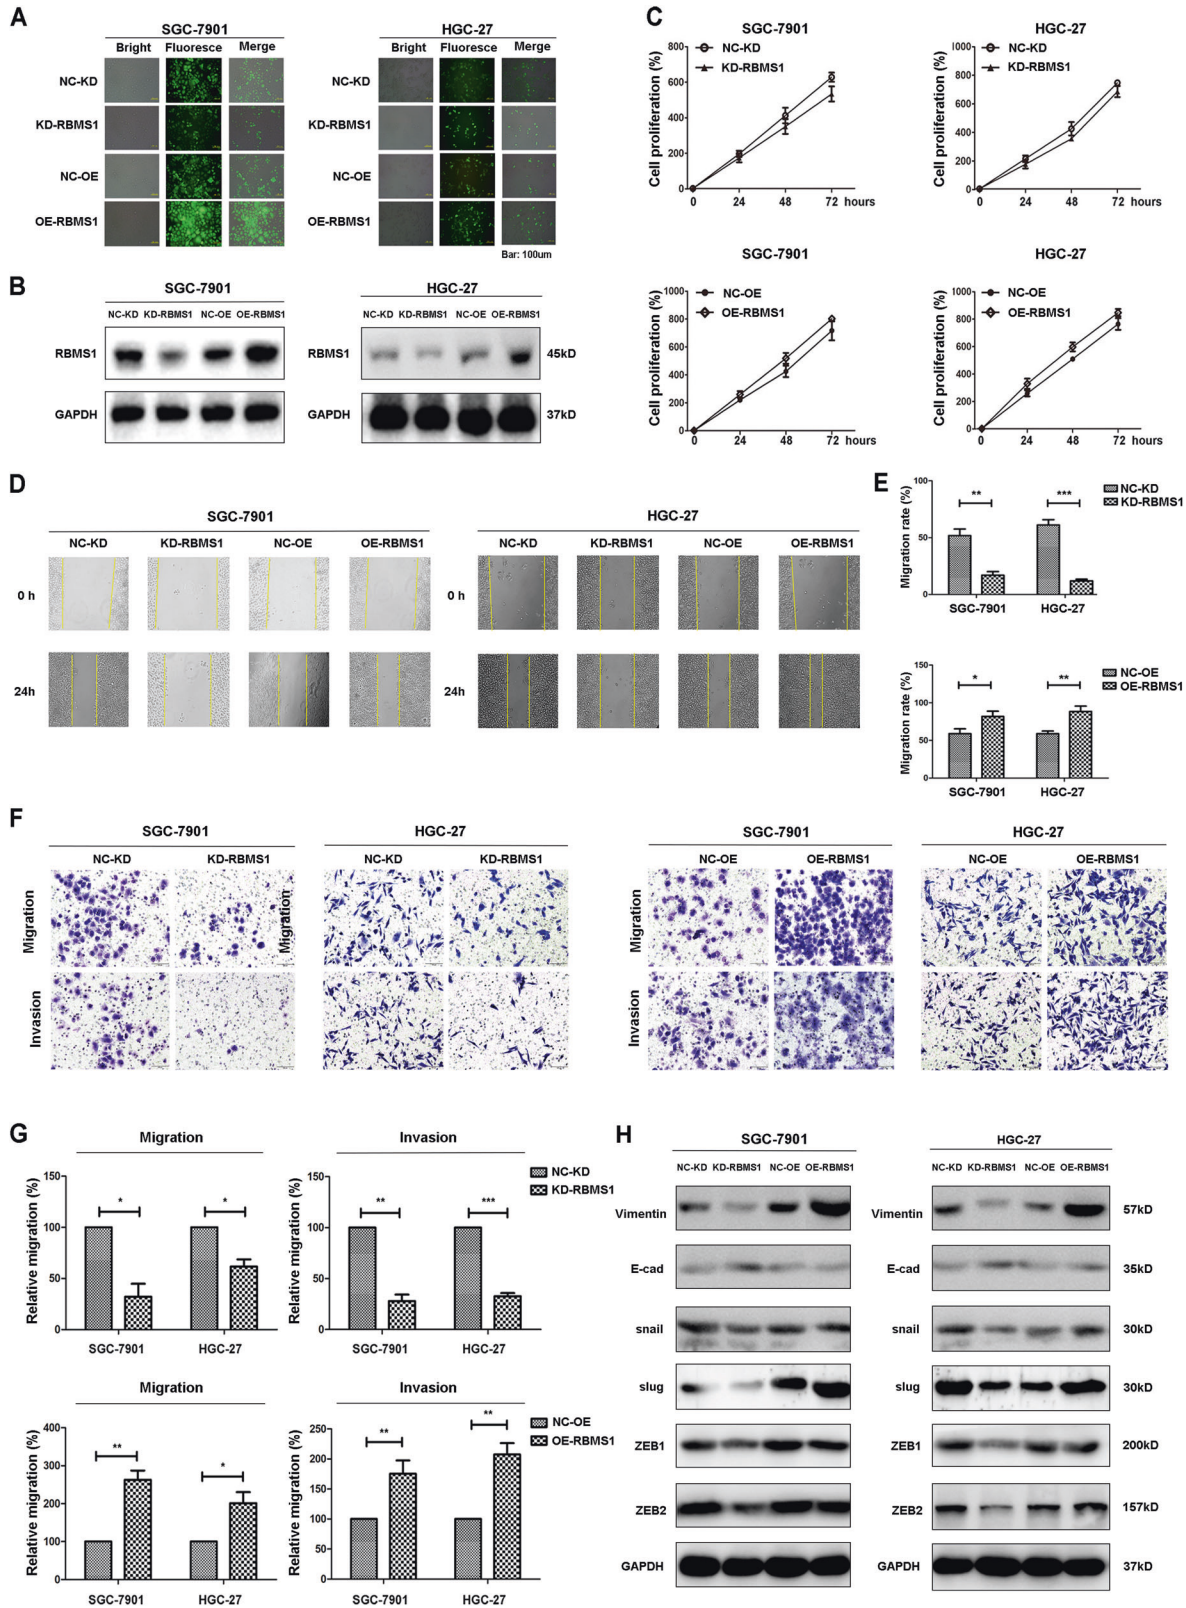 A
SGC-7901
HGC-27
Bright Fluoresce Merge
Bright Fluoresce Merge
NC-KD
NC-KD
KD-RBMS1
KD-RBMS1
NC-OE
NC-OE
OE-RBMS1
OE-RBMS1
Bar: 100um
B
SGC-7901
HGC-27
NC-KD KD-RBMS1 NC-OE OE-RBMS1
NC-KD KD-RBMS1 NC-OE OE-RBMS1
RBMS1
RBMS1
45kD
GAPDH
GAPDH
37kD
C
SGC-7901
Cell proliferation (%)
800
600
400
200
0
NC-KD
KD-RBMS1
0 24 48 72 hours
HGC-27
Cell proliferation (%)
1000
800
600
400
200
0
NC-KD
KD-RBMS1
0 24 48 72 hours
SGC-7901
Cell proliferation (%)
1000
800
600
400
200
0
NC-OE
OE-RBMS1
0 24 48 72 hours
HGC-27
Cell proliferation (%)
1000
800
600
400
200
0
NC-OE
OE-RBMS1
0 24 48 72 hours
D
SGC-7901
HGC-27
NC-KD KD-RBMS1 NC-OE OE-RBMS1
NC-KD KD-RBMS1 NC-OE OE-RBMS1
0 h
0 h
24h
24h
E
Migration rate (%)
100
50
0
** ***
NC-KD
KD-RBMS1
SGC-7901 HGC-27
Migration rate (%)
150
100
50
0
* **
NC-OE
OE-RBMS1
SGC-7901 HGC-27
F
SGC-7901
HGC-27
SGC-7901
HGC-27
NC-KD KD-RBMS1
NC-KD KD-RBMS1
NC-OE OE-RBMS1
NC-OE OE-RBMS1
Migration
Migration
Migration
Invasion
Invasion
G
Migration
Relative migration (%)
150
100
50
0
* *
SGC-7901 HGC-27
Invasion
Relative migration (%)
150
100
50
0
** ***
NC-KD
KD-RBMS1
SGC-7901 HGC-27
Migration
Relative migration (%)
400
300
200
100
0
** *
SGC-7901 HGC-27
Invasion
Relative migration (%)
250
200
150
100
50
0
** **
NC-OE
OE-RBMS1
SGC-7901 HGC-27
H
SGC-7901
HGC-27
NC-KD KD-RBMS1 NC-OE OE-RBMS1
NC-KD KD-RBMS1 NC-OE OE-RBMS1
Vimentin
Vimentin
57kD
E-cad
E-cad
35kD
snail
snail
30kD
slug
slug
30kD
ZEB1
ZEB1
200kD
ZEB2
ZEB2
157kD
GAPDH
GAPDH
37kD